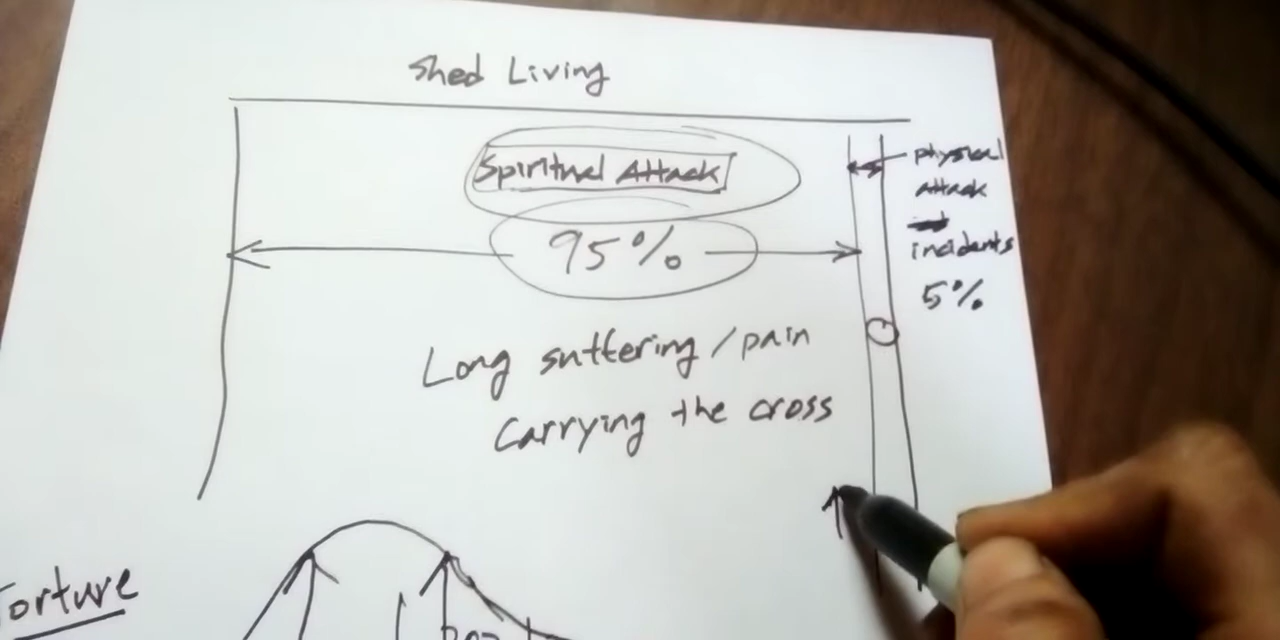 Shed Living
Spiritual Attack
physical
attack
incidents
5%
95%
Long suffering / pain
Carrying the cross
Torture